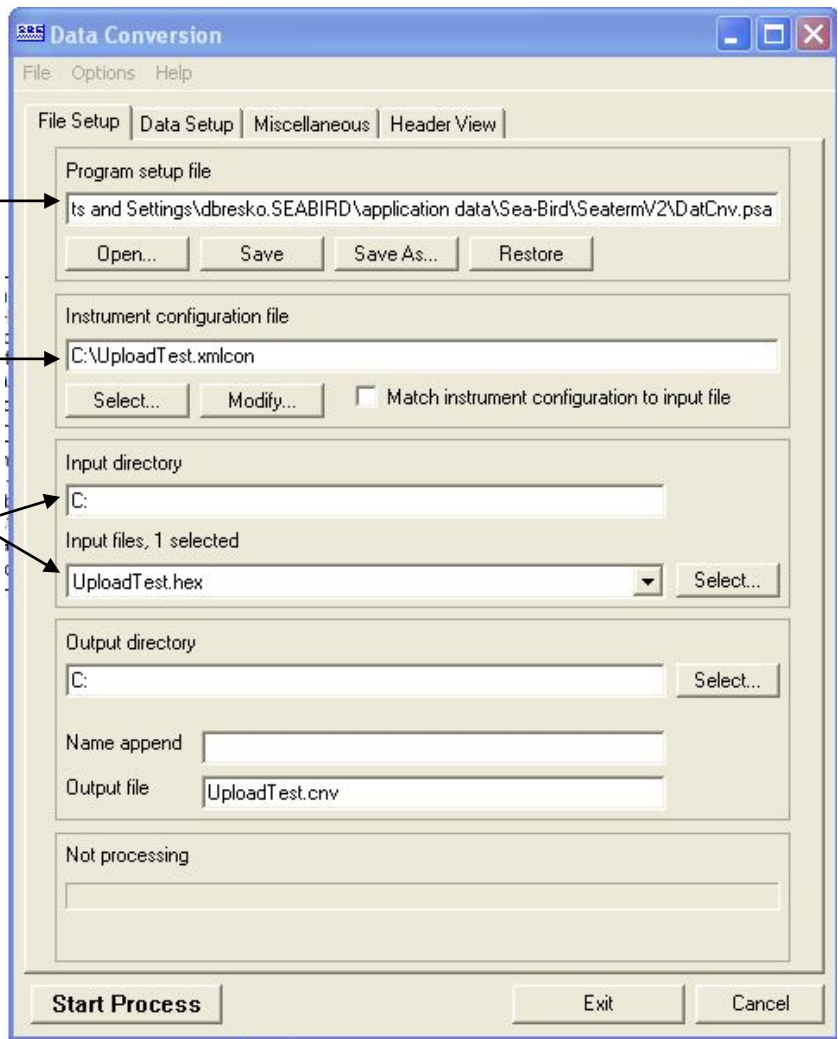 SBE Data Conversion
File Options Help
File Setup Data Setup Miscellaneous Header View
Program setup file
ts and Settings\dbresko.SEABIRD\application data\Sea-Bird\SeatermV2\DatCnv.psa
Open... Save Save As... Restore
Instrument configuration file
C:\UploadTest.xmlcon
Select... Modify... Match instrument configuration to input file
Input directory
C:
Input files, 1 selected
UploadTest.hex Select...
Output directory
C: Select...
Name append
Output file UploadTest.cnv
Not processing
Start Process Exit Cancel